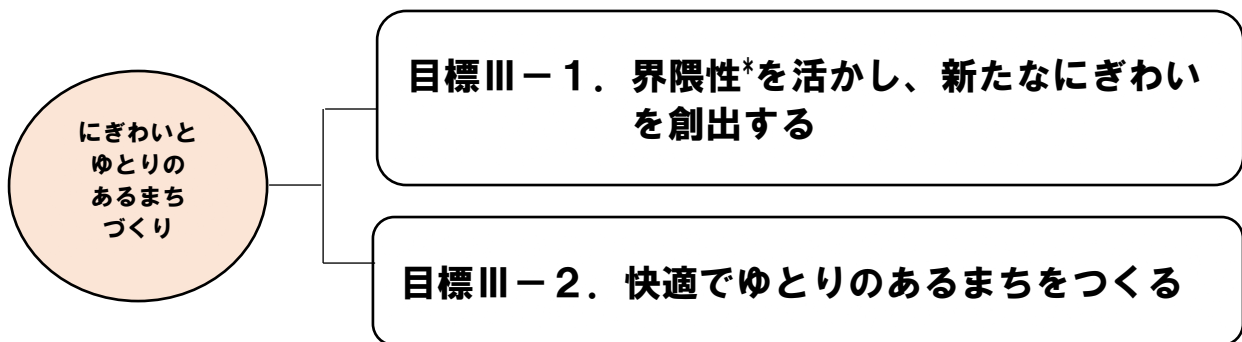 にぎわいと
ゆとりの
あるまち
づくり
目標Ⅲ－1．界隈性*を活かし、新たなにぎわい
を創出する
目標Ⅲ－2．快適でゆとりのあるまちをつくる